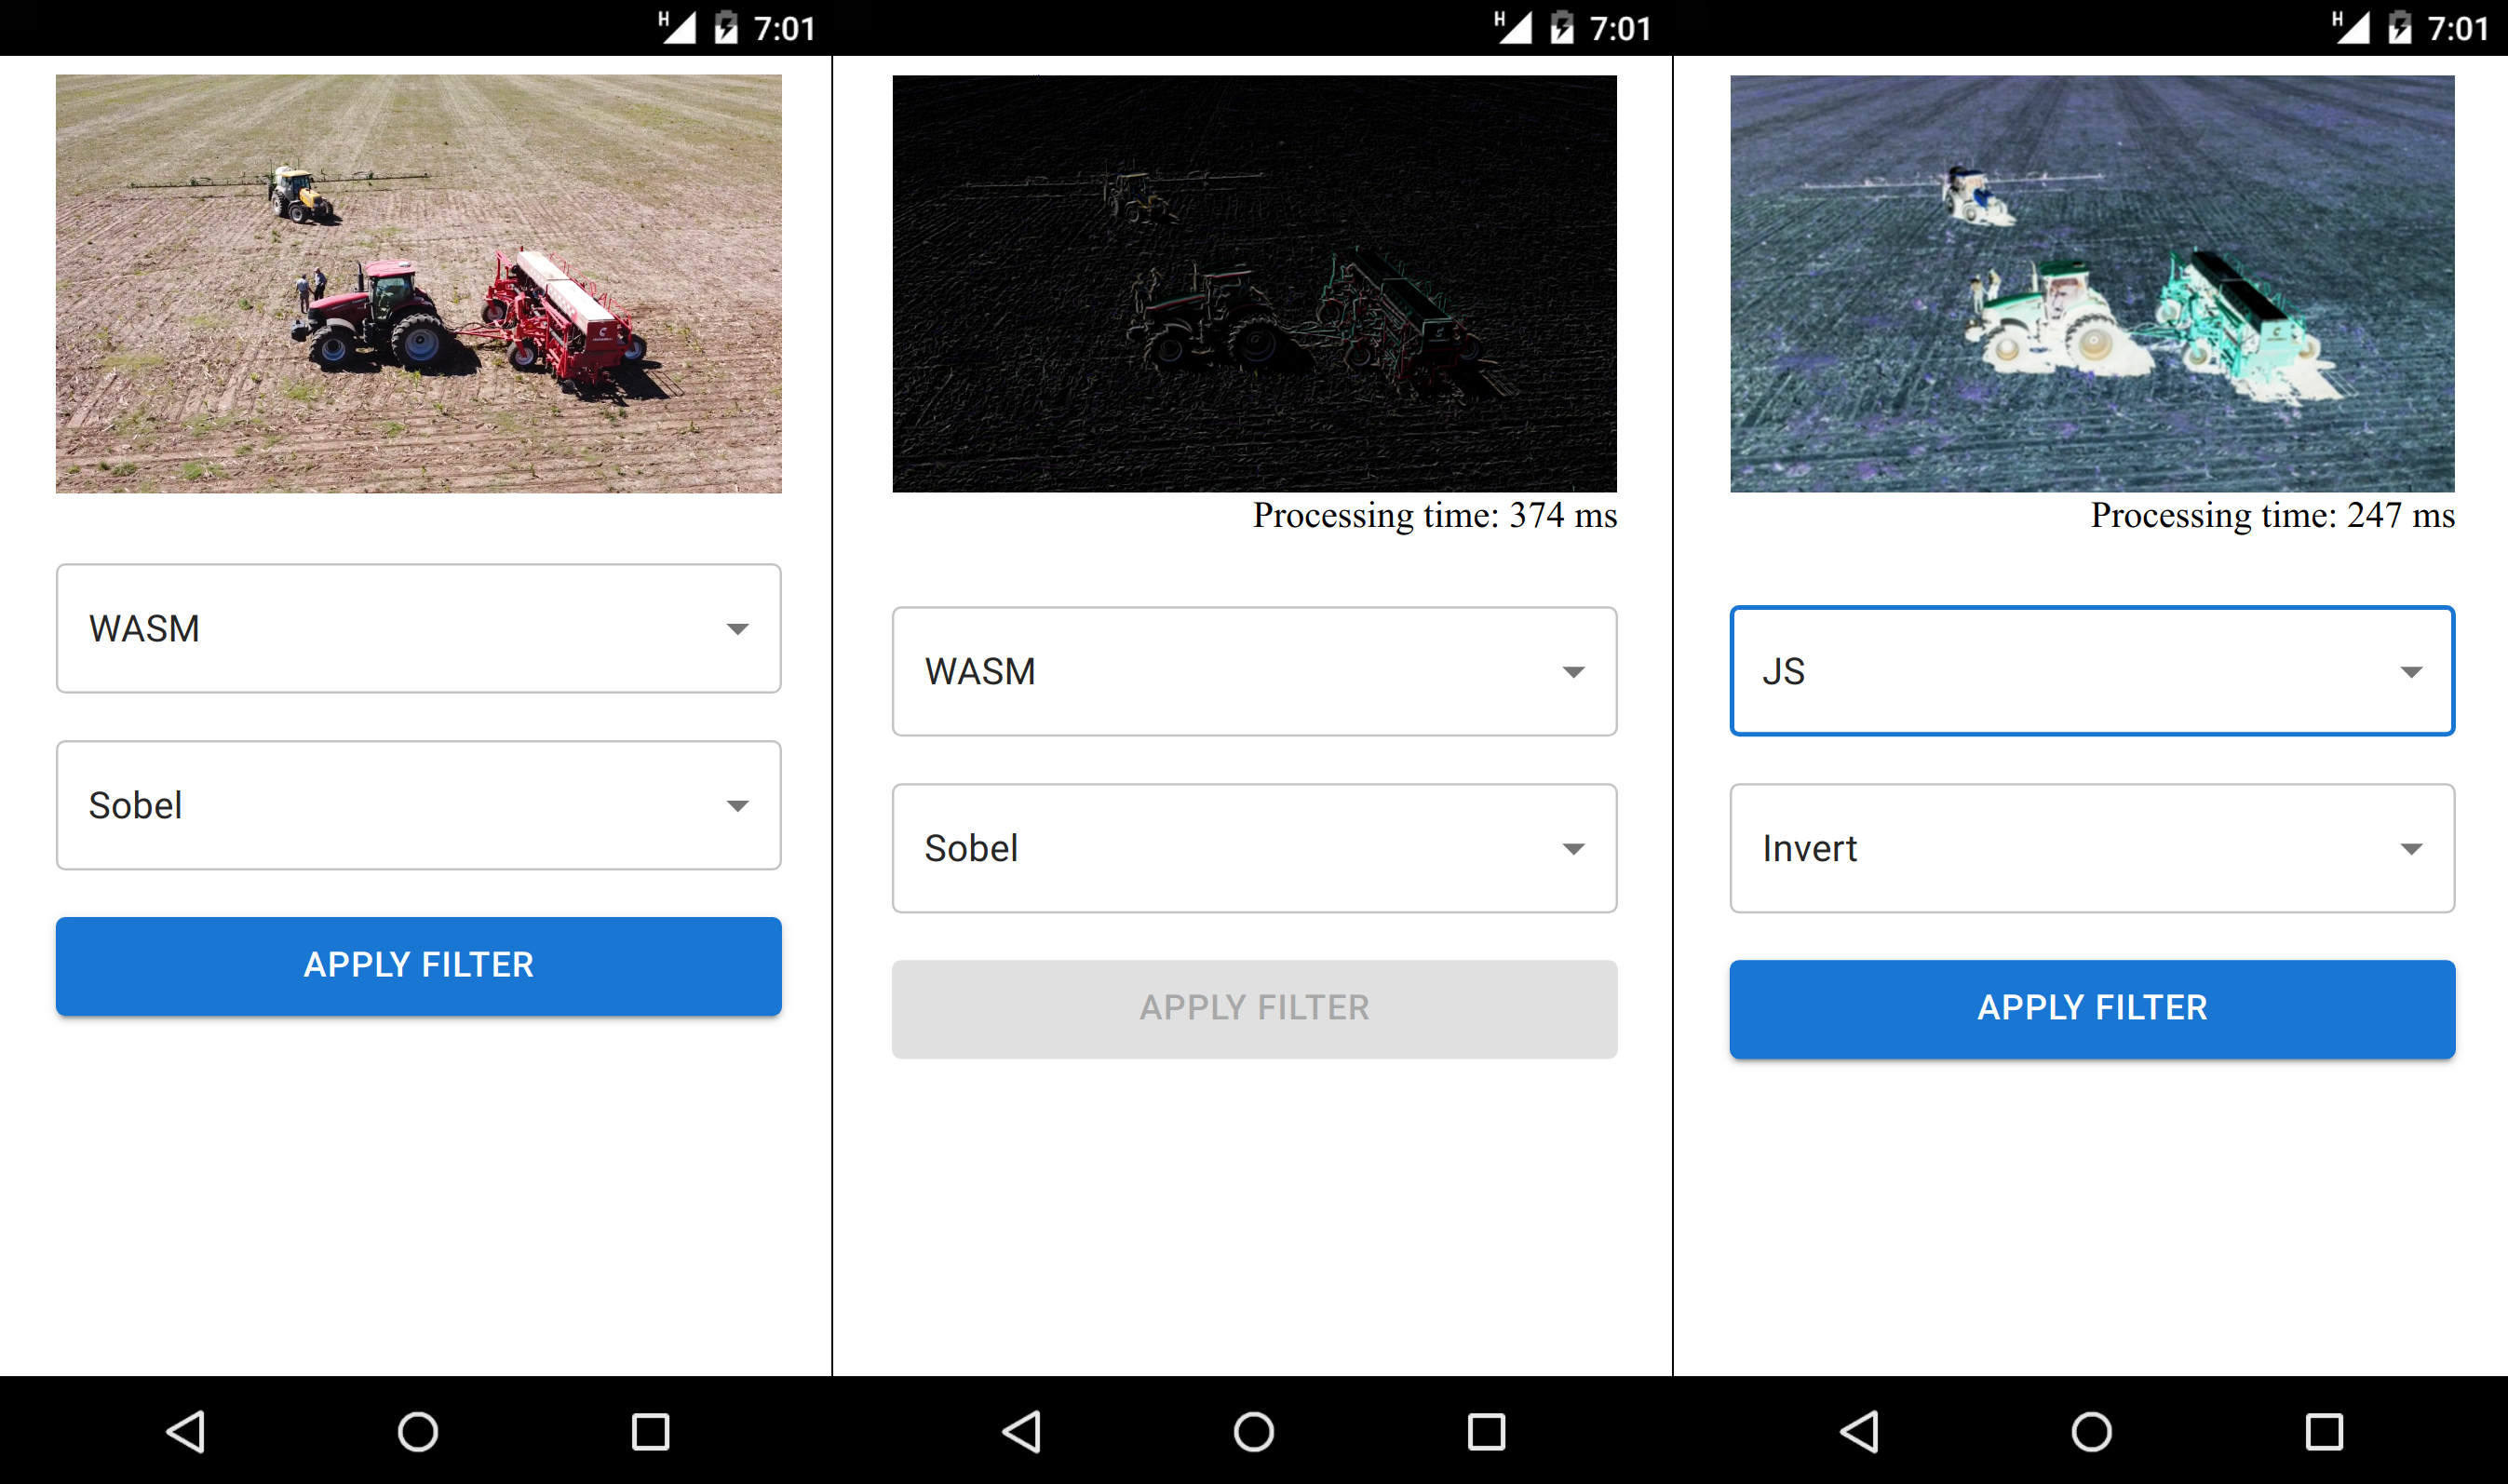 H 7:01
WASM
Sobel
APPLY FILTER
H 7:01
Processing time: 374 ms
WASM
Sobel
APPLY FILTER
H 7:01
Processing time: 247 ms
JS
Invert
APPLY FILTER